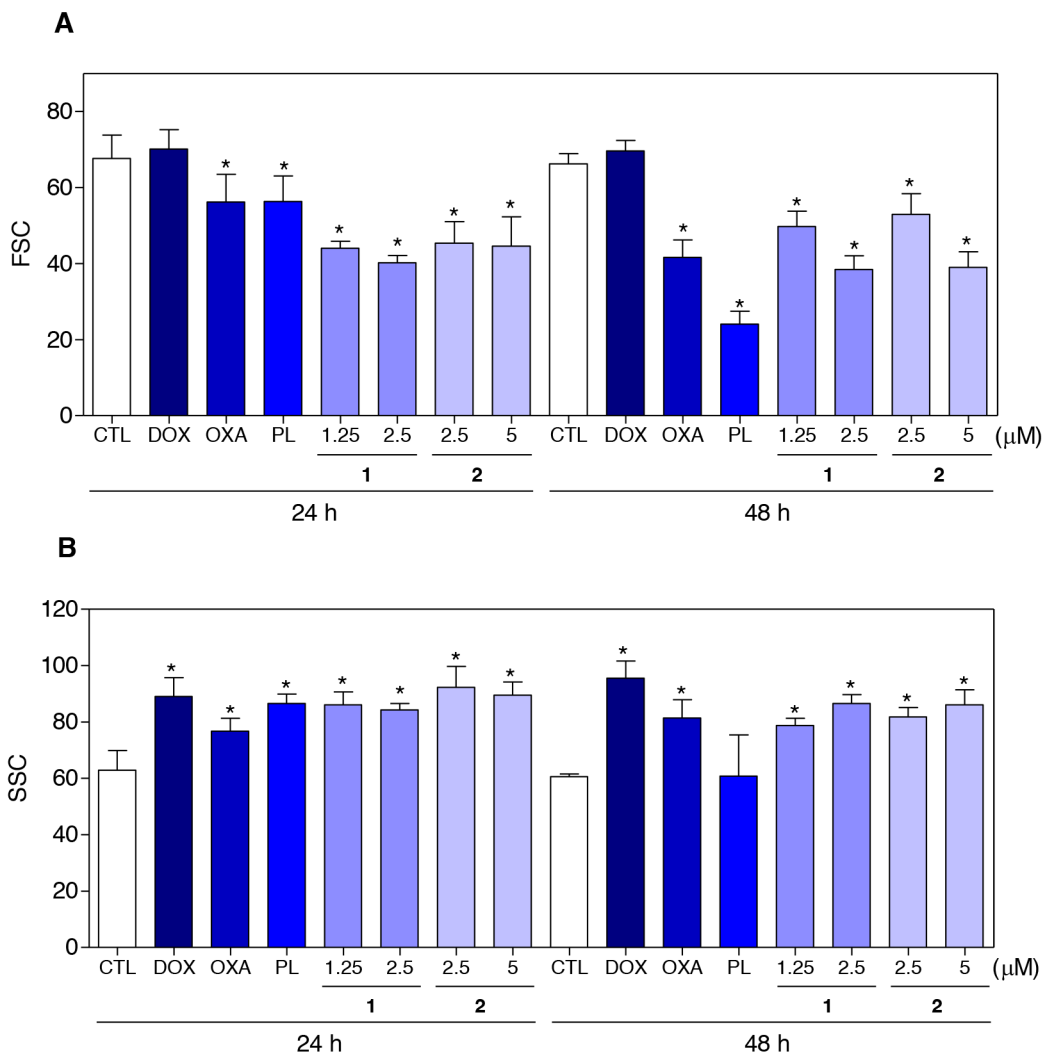 A
80
60
40
20
0
FSC
* * * * * * * * * * * *
CTL DOX OXA PL 1.25 2.5 2.5 5 CTL DOX OXA PL 1.25 2.5 2.5 5 (μM)
1 2 1 2
24 h 48 h
B
120
100
80
60
40
20
0
SSC
* * * * * * * * * * * * *
CTL DOX OXA PL 1.25 2.5 2.5 5 CTL DOX OXA PL 1.25 2.5 2.5 5 (μM)
1 2 1 2
24 h 48 h